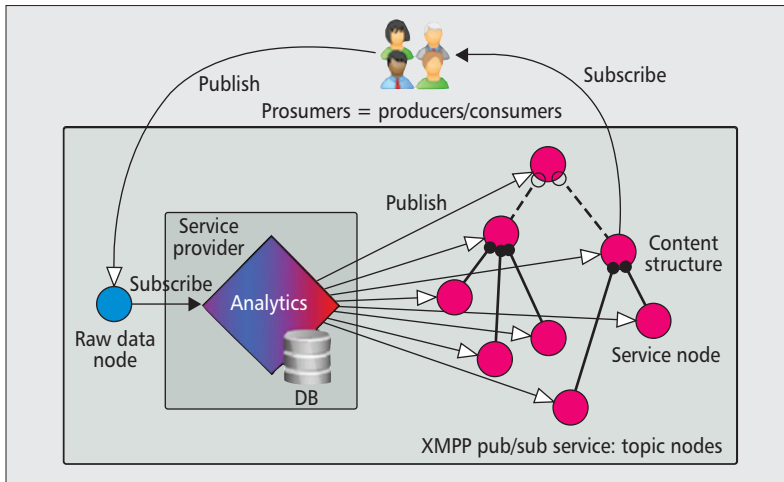 Publish
Subscribe
Prosumers = producers/consumers
Publish
Service
provider
Content
structure
Subscribe
Analytics
Raw data
node
Service node
DB
XMPP pub/sub service: topic nodes